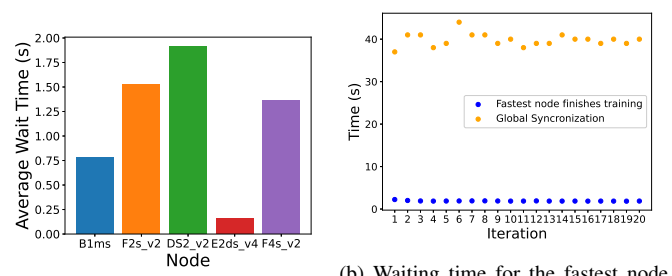 2.00
1.75
1.50
1.25
1.00
0.75
0.50
0.25
0.00
Average Wait Time (s)
B1ms F2s_v2 DS2_v2 E2ds_v4 F4s_v2
Node
40
30
20
10
0
Time (s)
Fastest node finishes training
Global Syncronization
1 2 3 4 5 6 7 8 9 10 11 12 13 14 15 16 17 18 19 20
Iteration
(b) Waiting time for the fastest node